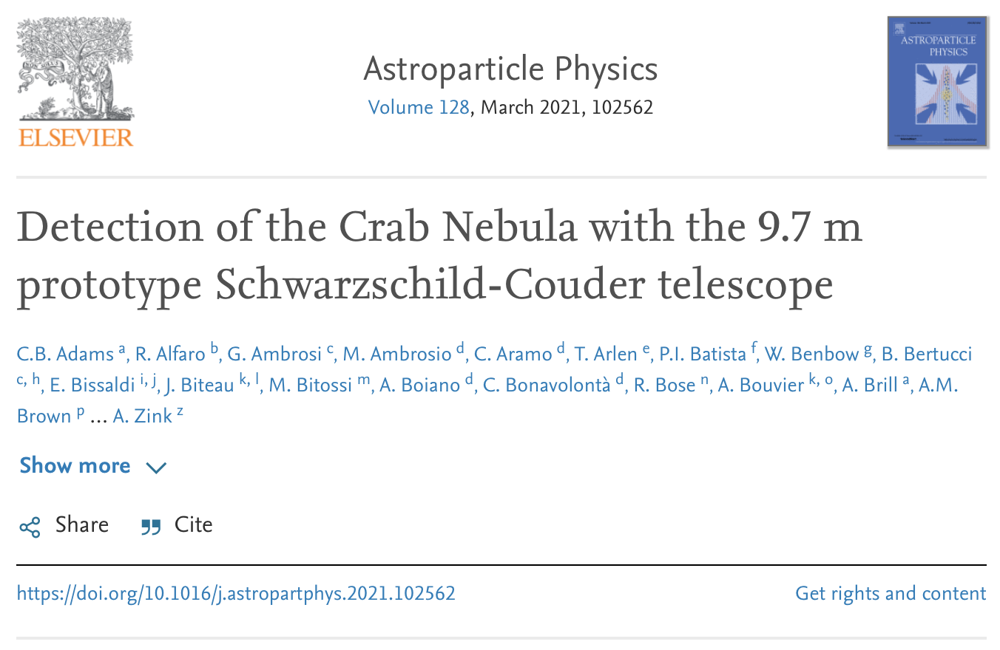 ELSEVIER
Astroparticle Physics
Volume 128, March 2021, 102562
ASTROPARTICLE
PHYSICS
Detection of the Crab Nebula with the 9.7 m
prototype Schwarzschild-Couder telescope
C.B. Adams a, R. Alfaro b, G. Ambrosi c, M. Ambrosio d, C. Aramo d, T. Arlen e, P.I. Batista f, W. Benbow g, B. Bertucci
c, h, E. Bissaldi i, j, J. Biteau k, l, M. Bitossi m, A. Boiano d, C. Bonavolontà d, R. Bose n, A. Bouvier k, o, A. Brill a, A.M.
Brown p … A. Zink z
Show more
Share Cite
https://doi.org/10.1016/j.astropartphys.2021.102562 Get rights and content